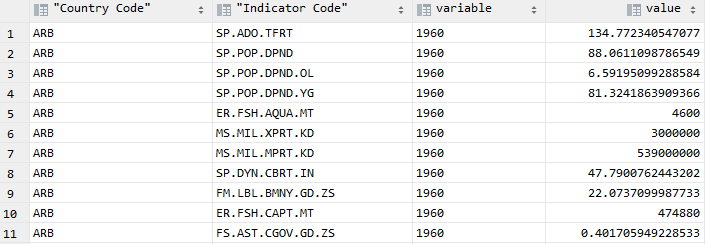 "Country Code" "Indicator Code" variable value
1 ARB SP.ADO.TFRT 1960 134.772340547077
2 ARB SP.POP.DPND 1960 88.0611098786549
3 ARB SP.POP.DPND.OL 1960 6.59195099288584
4 ARB SP.POP.DPND.YG 1960 81.3241863909366
5 ARB ER.FSH.AQUA.MT 1960 4600
6 ARB MS.MIL.XPRT.KD 1960 3000000
7 ARB MS.MIL.MPRT.KD 1960 539000000
8 ARB SP.DYN.CBRT.IN 1960 47.7900762443202
9 ARB FM.LBL.BMNY.GD.ZS 1960 22.0737099987733
10 ARB ER.FSH.CAPT.MT 1960 474880
11 ARB FS.AST.CGOV.GD.ZS 1960 0.401705949228533